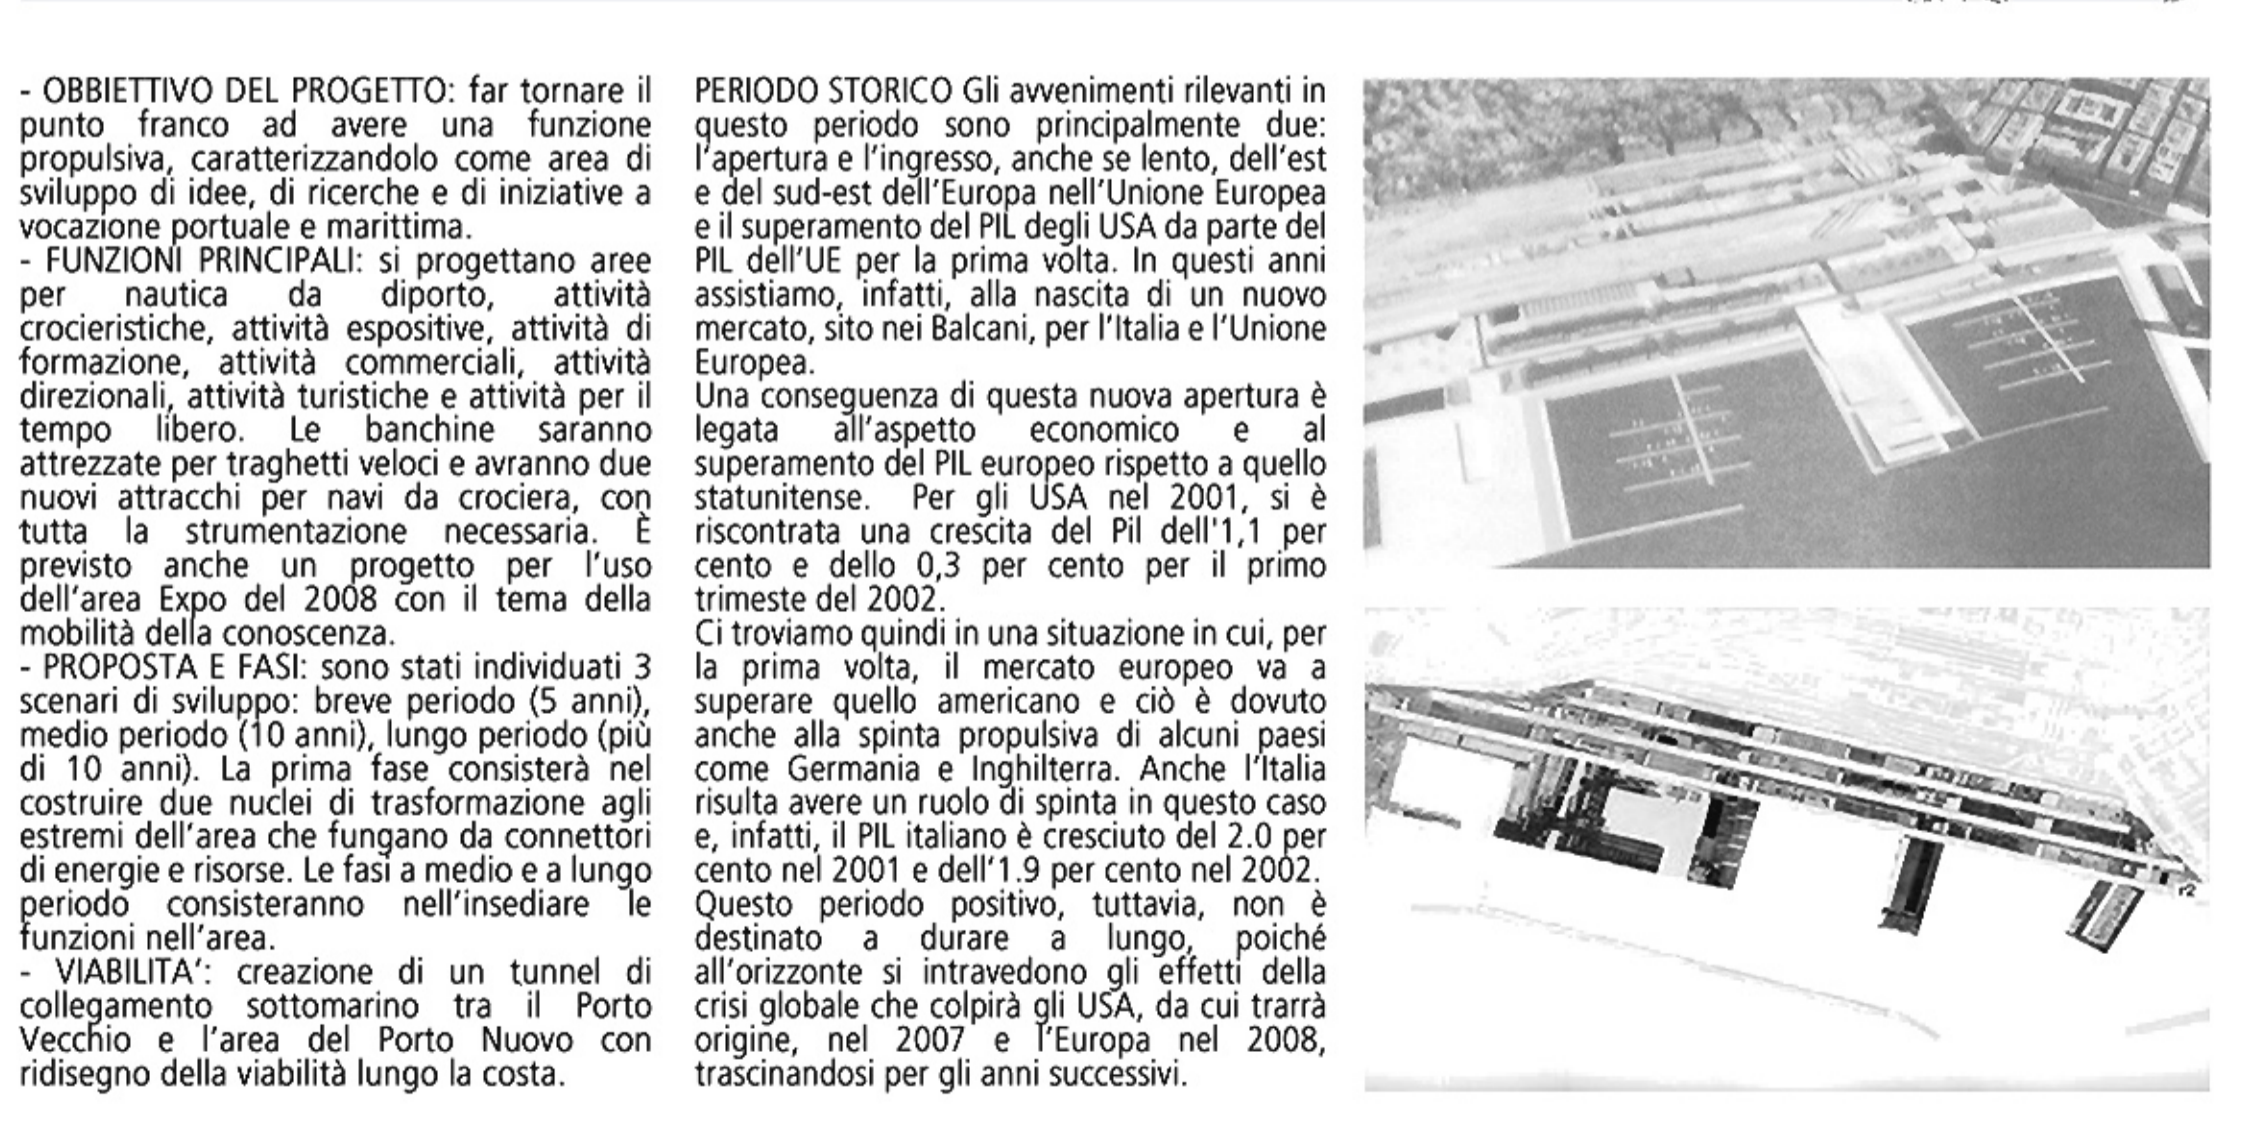 - OBBIETTIVO DEL PROGETTO: far tornare il
punto franco ad avere una funzione
propulsiva, caratterizzandolo come area di
sviluppo di idee, di ricerche e di iniziative a
vocazione portuale e marittima.
- FUNZIONI PRINCIPALI: si progettano aree
per nautica da diporto, attività
crocieristiche, attività espositive, attività di
formazione, attività commerciali, attività
direzionali, attività turistiche e attività per il
tempo libero. Le banchine saranno
attrezzate per traghetti veloci e avranno due
nuovi attracchi per navi da crociera, con
tutta la strumentazione necessaria. È
previsto anche un progetto per l'uso
dell'area Expo del 2008 con il tema della
mobilità della conoscenza.
- PROPOSTA E FASI: sono stati individuati 3
scenari di sviluppo: breve periodo (5 anni),
medio periodo (10 anni), lungo periodo (più
di 10 anni). La prima fase consisterà nel
costruire due nuclei di trasformazione agli
estremi dell'area che fungano da connettori
di energie e risorse. Le fasi a medio e a lungo
periodo consisteranno nell'insediare le
funzioni nell'area.
- VIABILITA': creazione di un tunnel di
collegamento sottomarino tra il Porto
Vecchio e l'area del Porto Nuovo con
ridisegno della viabilità lungo la costa.
PERIODO STORICO Gli avvenimenti rilevanti in
questo periodo sono principalmente due:
l'apertura e l'ingresso, anche se lento, dell'est
e del sud-est dell'Europa nell'Unione Europea
e il superamento del PIL degli USA da parte del
PIL dell'UE per la prima volta. In questi anni
assistiamo, infatti, alla nascita di un nuovo
mercato, sito nei Balcani, per l'Italia e l'Unione
Europea.
Una conseguenza di questa nuova apertura è
legata all'aspetto economico e al
superamento del PIL europeo rispetto a quello
statunitense. Per gli USA nel 2001, si è
riscontrata una crescita del Pil dell'1,1 per
cento e dello 0,3 per cento per il primo
trimeste del 2002.
Ci troviamo quindi in una situazione in cui, per
la prima volta, il mercato europeo va a
superare quello americano e ciò è dovuto
anche alla spinta propulsiva di alcuni paesi
come Germania e Inghilterra. Anche l'Italia
risulta avere un ruolo di spinta in questo caso
e, infatti, il PIL italiano è cresciuto del 2.0 per
cento nel 2001 e dell'1.9 per cento nel 2002.
Questo periodo positivo, tuttavia, non è
destinato a durare a lungo, poiché
all'orizzonte si intravedono gli effetti della
crisi globale che colpirà gli USA, da cui trarrà
origine, nel 2007 e l'Europa nel 2008,
trascinandosi per gli anni successivi.